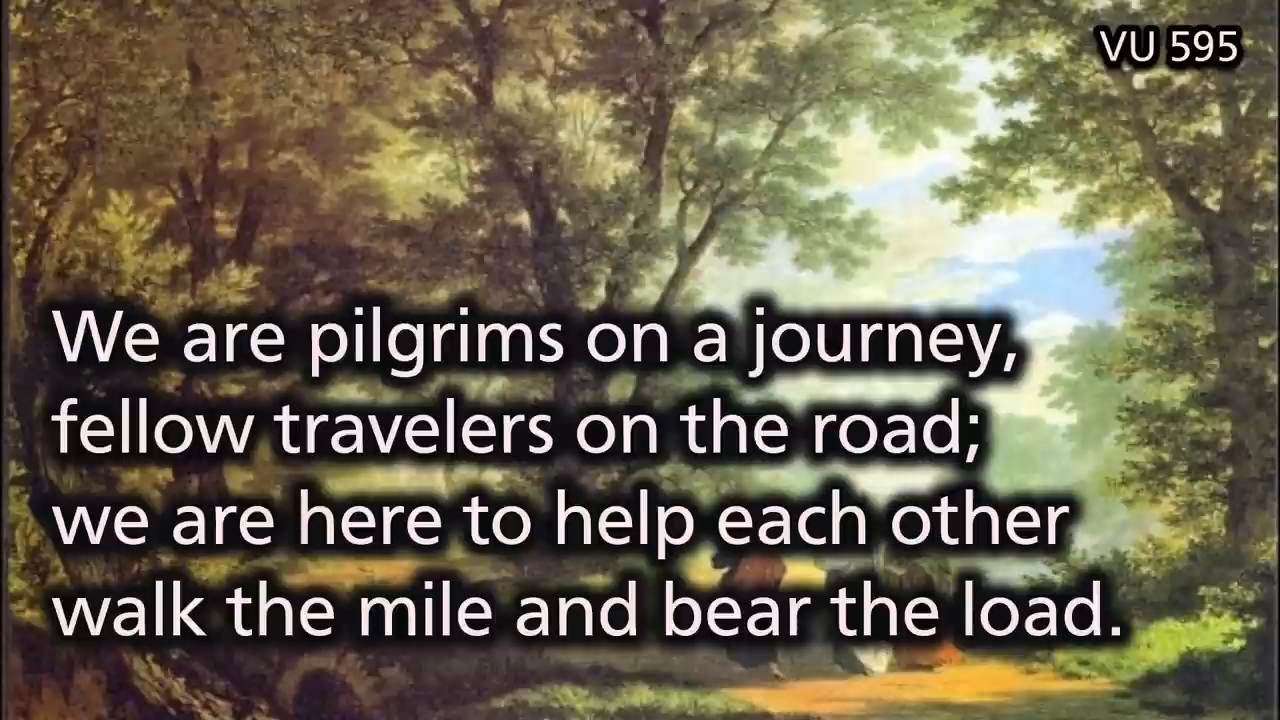 VU 595
We are pilgrims on a journey,
fellow travelers on the road;
we are here to help each other
walk the mile and bear the load.